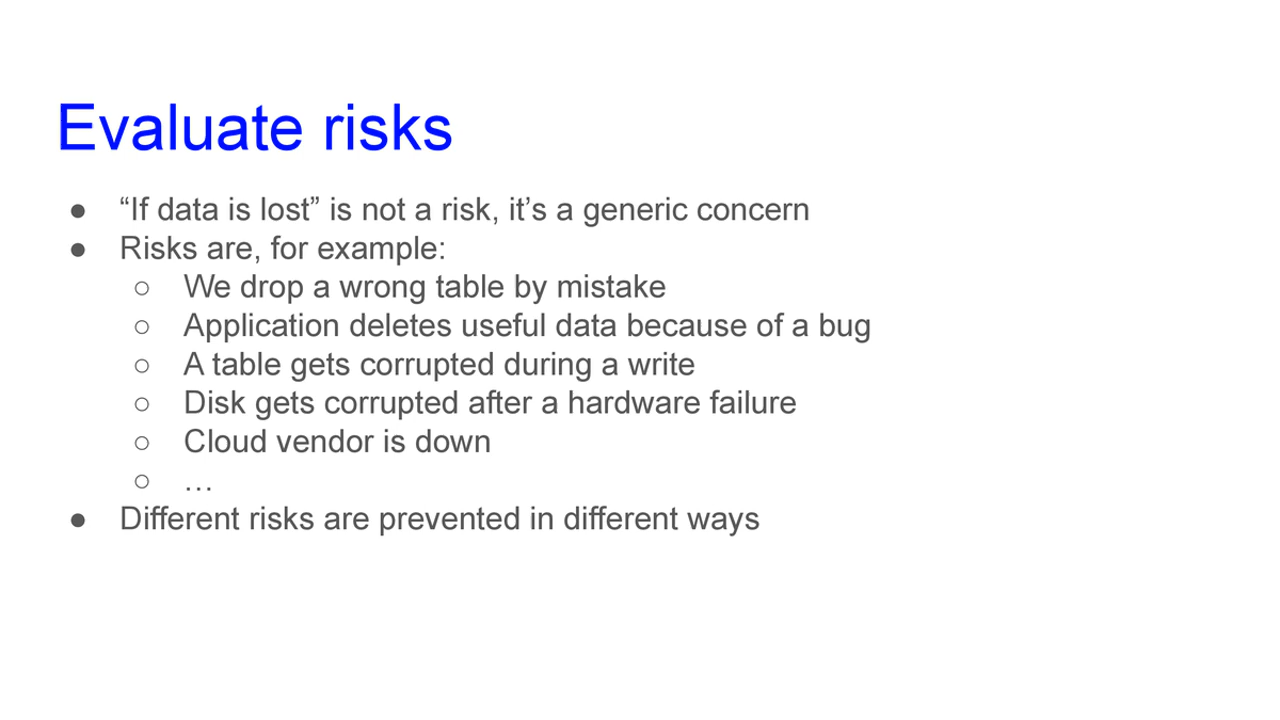 Evaluate risks
● “If data is lost” is not a risk, it’s a generic concern
● Risks are, for example:
○ We drop a wrong table by mistake
○ Application deletes useful data because of a bug
○ A table gets corrupted during a write
○ Disk gets corrupted after a hardware failure
○ Cloud vendor is down
○ …
● Different risks are prevented in different ways